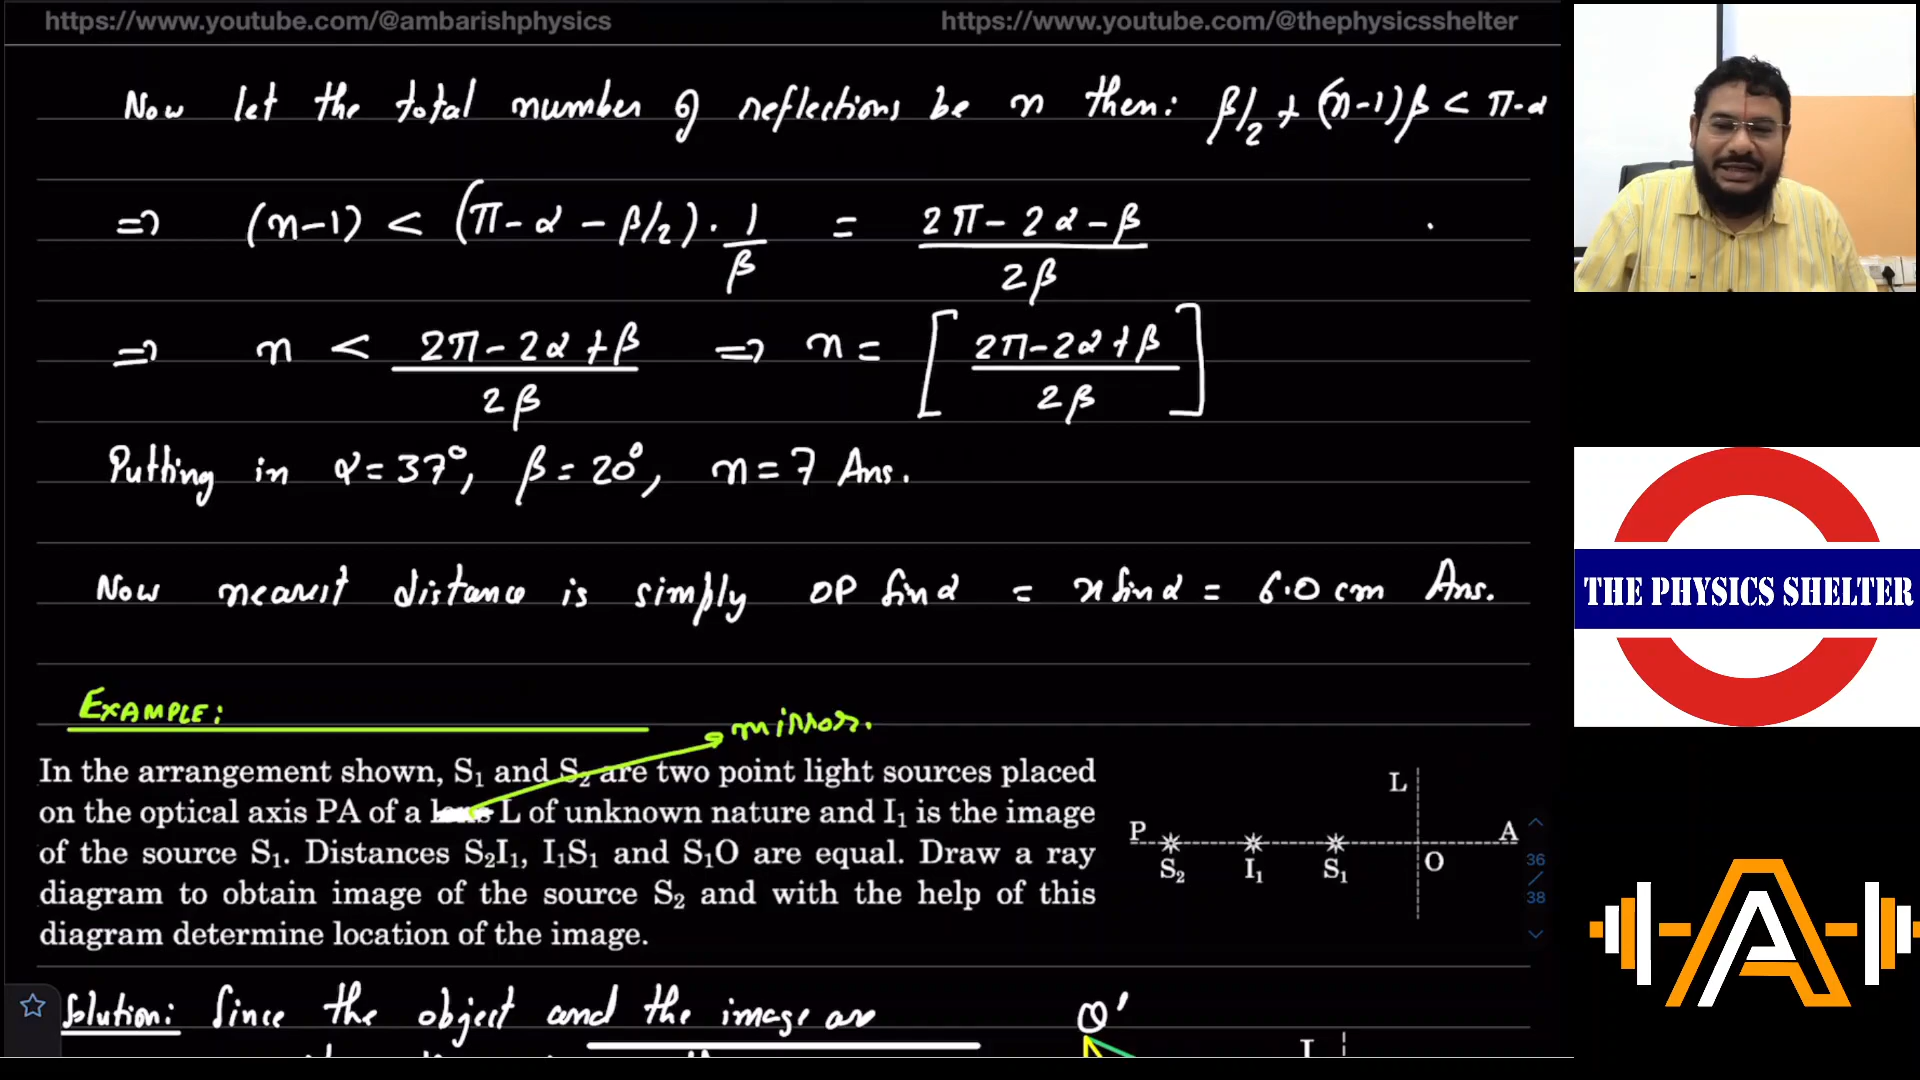 https://www.youtube.com/@ambarishphysics https://www.youtube.com/@thephysicsshelter
Now let the total number of reflections be n then: β/2 + (n-1)β < π-α
⇒ (n-1) < (π-α-β/2)·1/β = (2π-2α-β)/2β
⇒ n < (2π-2α+β)/2β ⇒ n = [(2π-2α+β)/2β]
Putting in α=37°, β=20°, n=7 Ans.
Now nearest distance is simply OP sinα = x sinα = 6.0 cm Ans.
EXAMPLE:
mirror.
In the arrangement shown, S₁ and S₂ are two point light sources placed
on the optical axis PA of a L of unknown nature and I₁ is the image
of the source S₁. Distances S₂I₁, I₁S₁ and S₁O are equal. Draw a ray
diagram to obtain image of the source S₂ and with the help of this
diagram determine location of the image.
L
P A
S₂ I₁ S₁ O
36
/
38
Solution: Since the object and the image are
O'
L
THE PHYSICS SHELTER